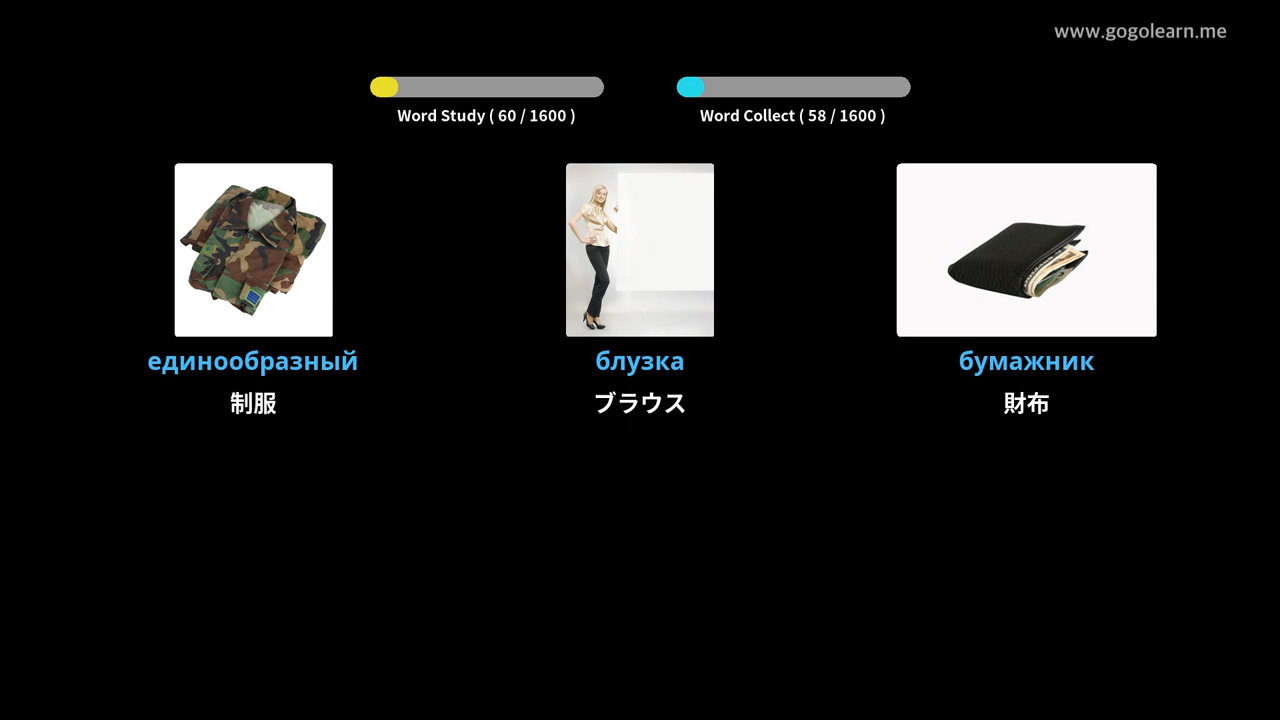 www.gogolearn.me
Word Study ( 60 / 1600 )
Word Collect ( 58 / 1600 )
единообразный
блузка
бумажник
制服
ブラウス
財布